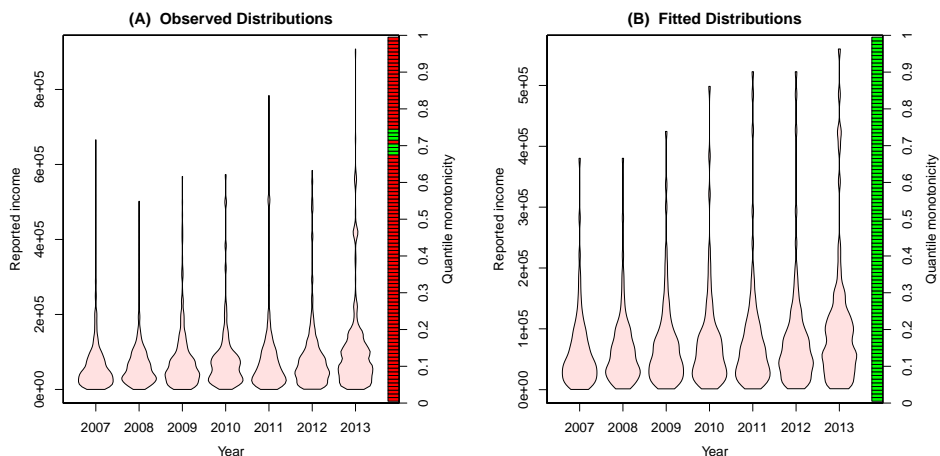 (A) Observed Distributions
Reported income
8e+05
6e+05
4e+05
2e+05
0e+00
2007 2008 2009 2010 2011 2012 2013
Year
1
0.9
0.8
0.7
0.6
0.5
0.4
0.3
0.2
0.1
0
Quantile monotonicity
(B) Fitted Distributions
Reported income
5e+05
4e+05
3e+05
2e+05
1e+05
0e+00
2007 2008 2009 2010 2011 2012 2013
Year
1
0.9
0.8
0.7
0.6
0.5
0.4
0.3
0.2
0.1
0
Quantile monotonicity